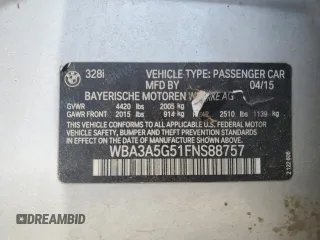 328i
VEHICLE TYPE: PASSENGER CAR
MFD BY 04/15
BAYERISCHE MOTOREN AG
GVWR 4420 lbs 2005 kg
GAWR FRONT 2015 lbs 914 kg 2510 lbs 1139 kg
THIS VEHICLE CONFORMS TO ALL APPLICABLE
FEDERAL MOTOR VEHICLE SAFETY, BUMPER,
AND THEFT PREVENTION STANDARDS IN
EFFECT ON THE DATE OF MANUFACTURE
SHOWN ABOVE.
WBA3A5G51FNS88757
DREAMBID